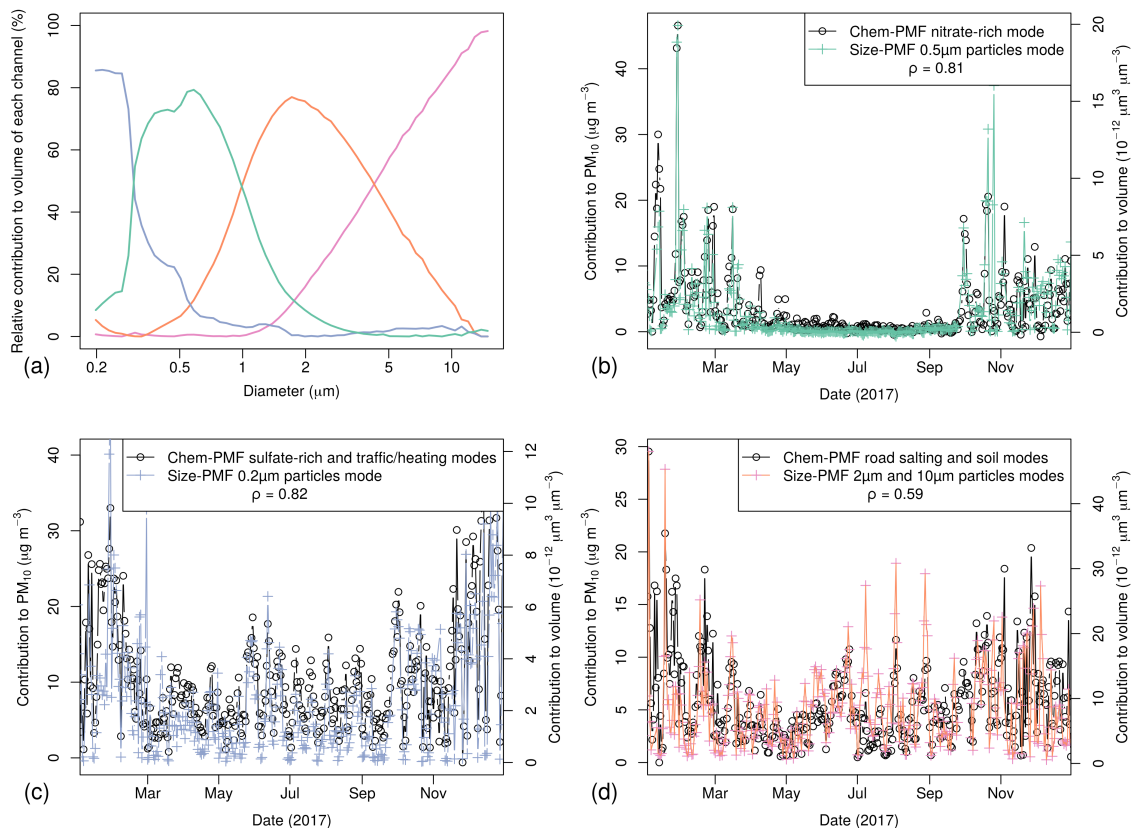 Relative contribution to volume of each channel (%)
100
80
60
40
20
0
0.2 0.5 1 2 5 10
Diameter (μm)
(a)
Chem-PMF nitrate-rich mode
Size-PMF 0.5μm particles mode
ρ = 0.81
Contribution to PM10 (μg m−3)
40
30
20
10
0
Contribution to volume (10−12 μm3 μm−3)
20
15
10
5
0
Mar May Jul Sep Nov
Date (2017)
(b)
Chem-PMF sulfate-rich and traffic/heating modes
Size-PMF 0.2μm particles mode
ρ = 0.82
Contribution to PM10 (μg m−3)
40
30
20
10
0
Contribution to volume (10−12 μm3 μm−3)
12
10
8
6
4
2
0
Mar May Jul Sep Nov
Date (2017)
(c)
Chem-PMF road salting and soil modes
Size-PMF 2μm and 10μm particles modes
ρ = 0.59
Contribution to PM10 (μg m−3)
30
25
20
15
10
5
0
Contribution to volume (10−12 μm3 μm−3)
40
30
20
10
0
Mar May Jul Sep Nov
Date (2017)
(d)